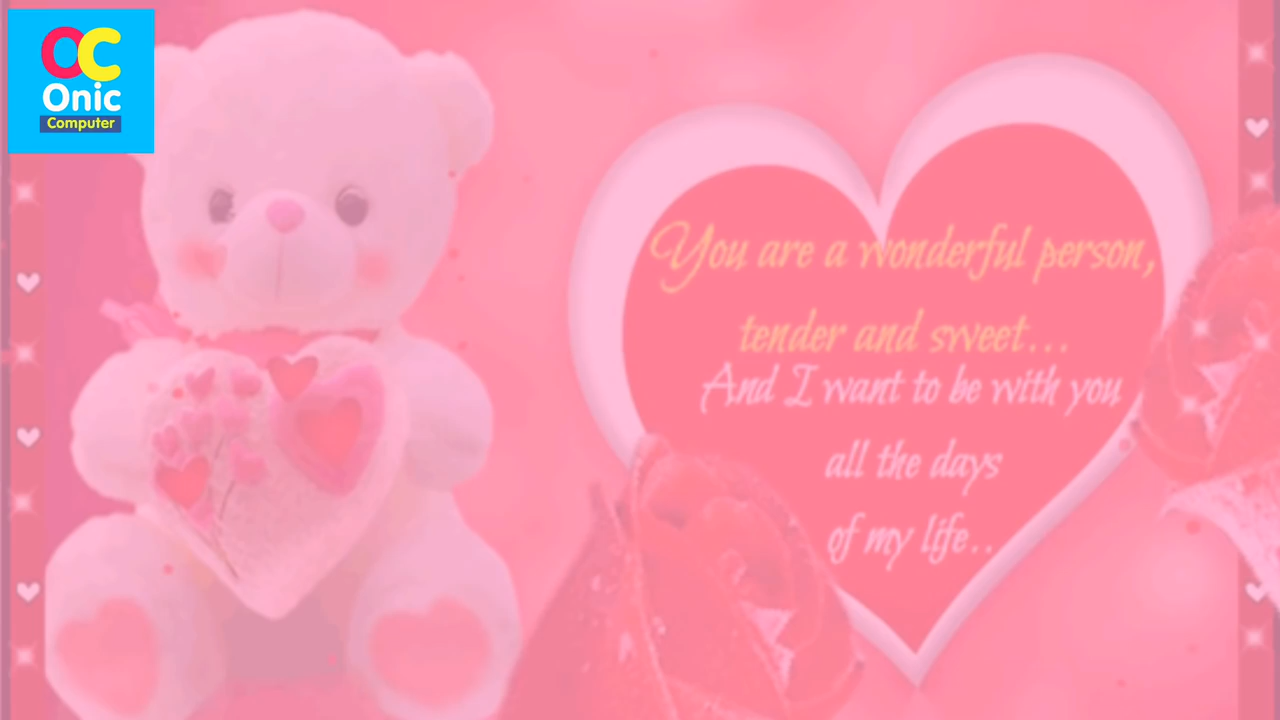 OC
Onic
Computer
You are a wonderful person,
tender and sweet...
And I want to be with you
all the days
of my life..